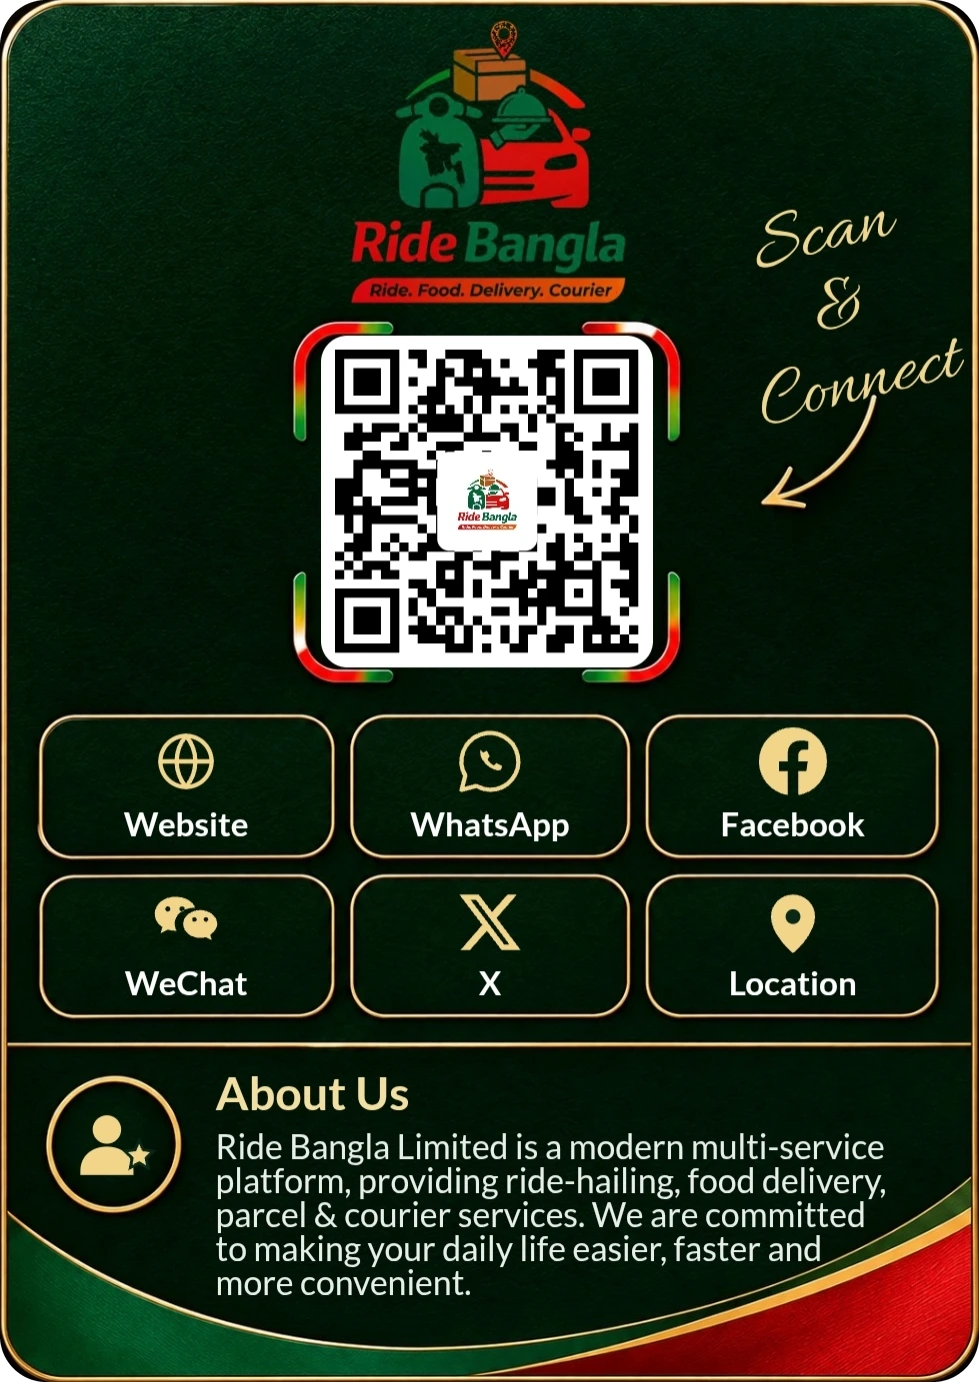 Ride Bangla
Ride. Food. Delivery. Courier
Scan
&
Connect
Ride Bangla
Website
WhatsApp
Facebook
WeChat
X
Location
About Us
Ride Bangla Limited is a modern multi-service
platform, providing ride-hailing, food delivery,
parcel & courier services. We are committed
to making your daily life easier, faster and
more convenient.